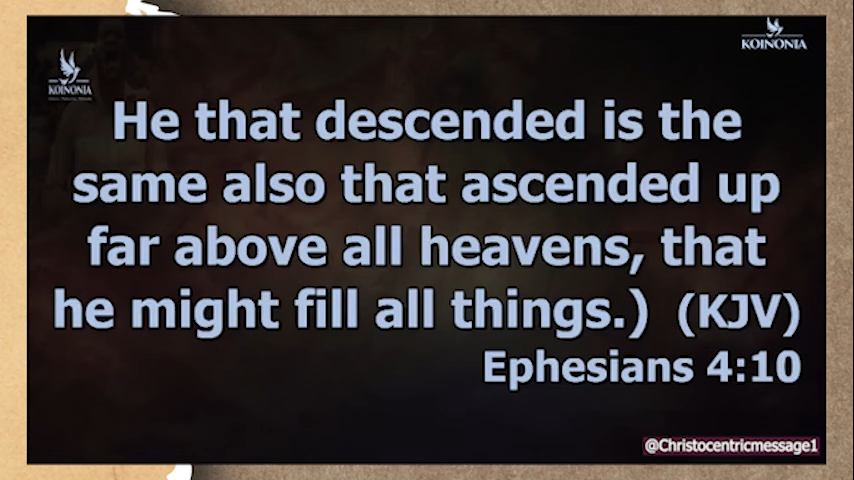 KOINONIA
KOINONIA
He that descended is the
same also that ascended up
far above all heavens, that
he might fill all things.) (KJV)
Ephesians 4:10
@Christocentricmessage1